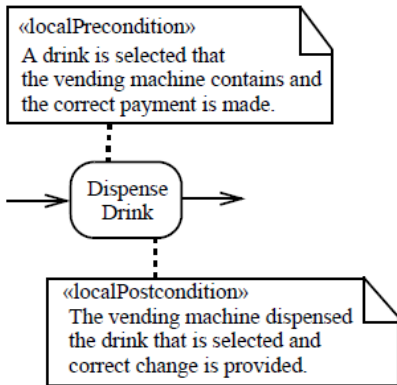 «localPrecondition»
A drink is selected that
the vending machine contains and
the correct payment is made.
Dispense
Drink
«localPostcondition»
The vending machine dispensed
the drink that is selected and
correct change is provided.